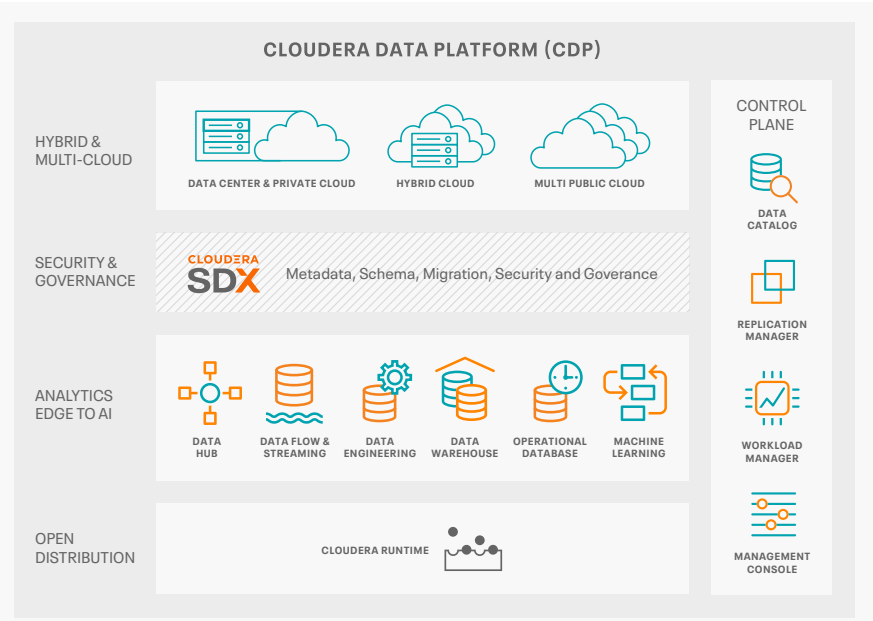 CLOUDERA DATA PLATFORM (CDP)
HYBRID &
MULTI-CLOUD
DATA CENTER & PRIVATE CLOUD
HYBRID CLOUD
MULTI PUBLIC CLOUD
SECURITY &
GOVERNANCE
CLOUDERA
SDX
Metadata, Schema, Migration, Security and Goverance
ANALYTICS
EDGE TO AI
DATA
HUB
DATA FLOW &
STREAMING
DATA
ENGINEERING
DATA
WAREHOUSE
OPERATIONAL
DATABASE
MACHINE
LEARNING
OPEN
DISTRIBUTION
CLOUDERA RUNTIME
CONTROL
PLANE
DATA
CATALOG
REPLICATION
MANAGER
WORKLOAD
MANAGER
MANAGEMENT
CONSOLE